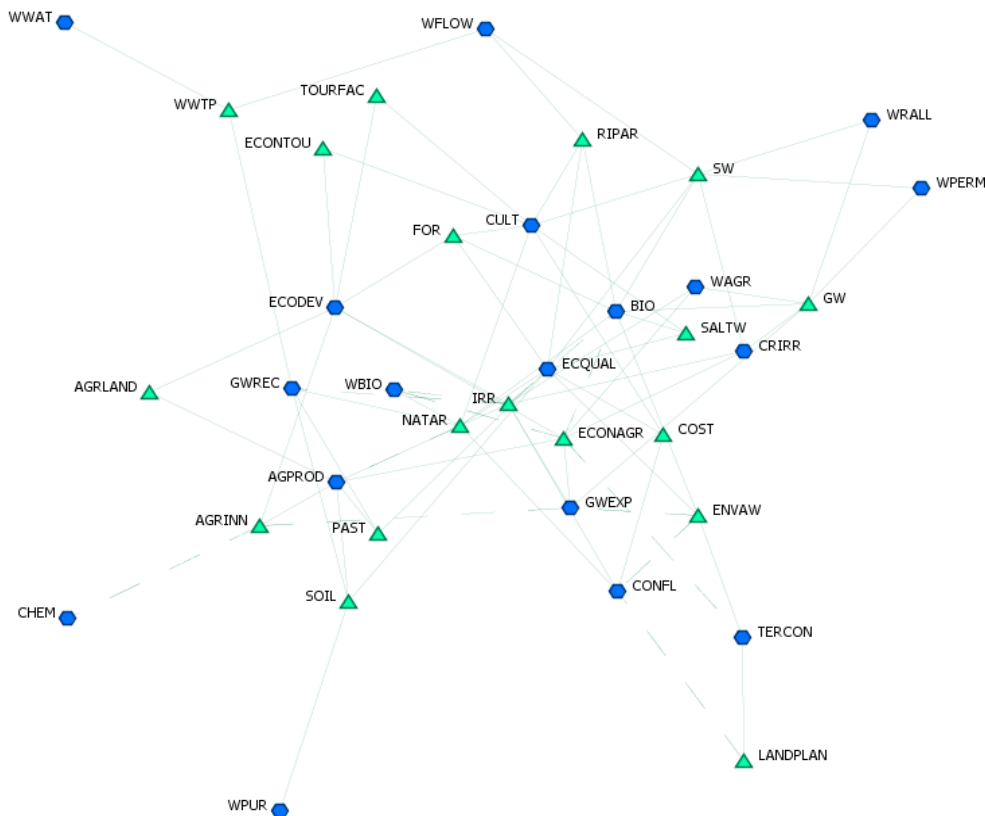 WWAT
WFLOW
TOURFAC
WWTP
WRALL
RIPAR
ECONTOU
SW
WPERM
CULT
FOR
WAGR
ECODEV
BIO
GW
SALTW
CRIRR
ECQUAL
AGRLAND
GWREC
WBIO
IRR
NATAR
ECONAGR
COST
AGPROD
GWEXP
ENVAW
AGRINN
PAST
CONFL
SOIL
CHEM
TERCON
LANDPLAN
WPUR